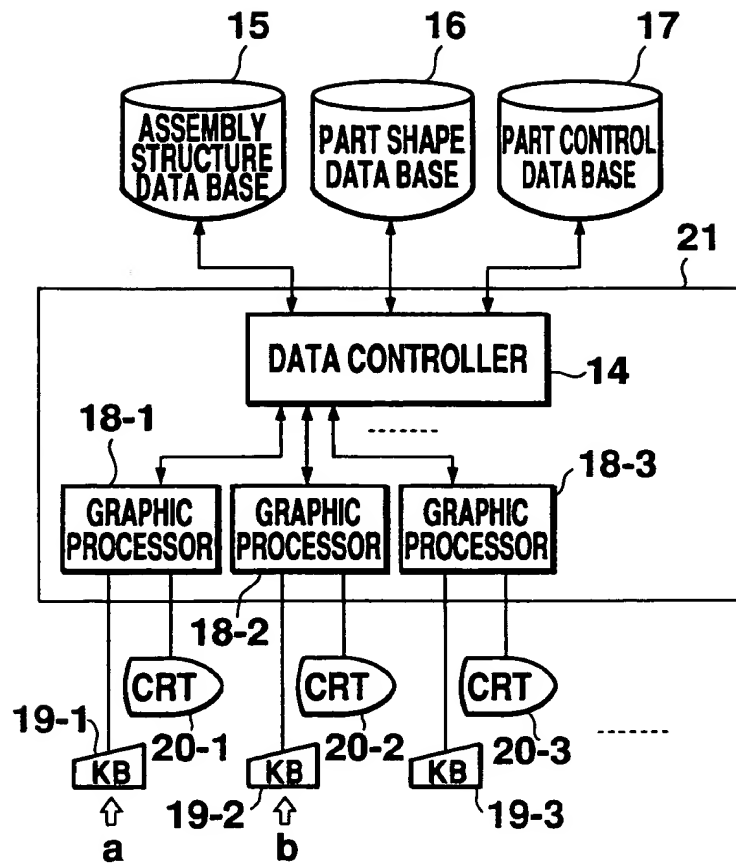 15
16
17
ASSEMBLY
STRUCTURE
DATA BASE
PART SHAPE
DATA BASE
PART CONTROL
DATA BASE
21
DATA CONTROLLER
14
18-1
18-3
GRAPHIC
PROCESSOR
GRAPHIC
PROCESSOR
GRAPHIC
PROCESSOR
18-2
CRT
CRT
CRT
19-1
20-1
20-2
20-3
KB
KB
KB
19-2
19-3
a
b